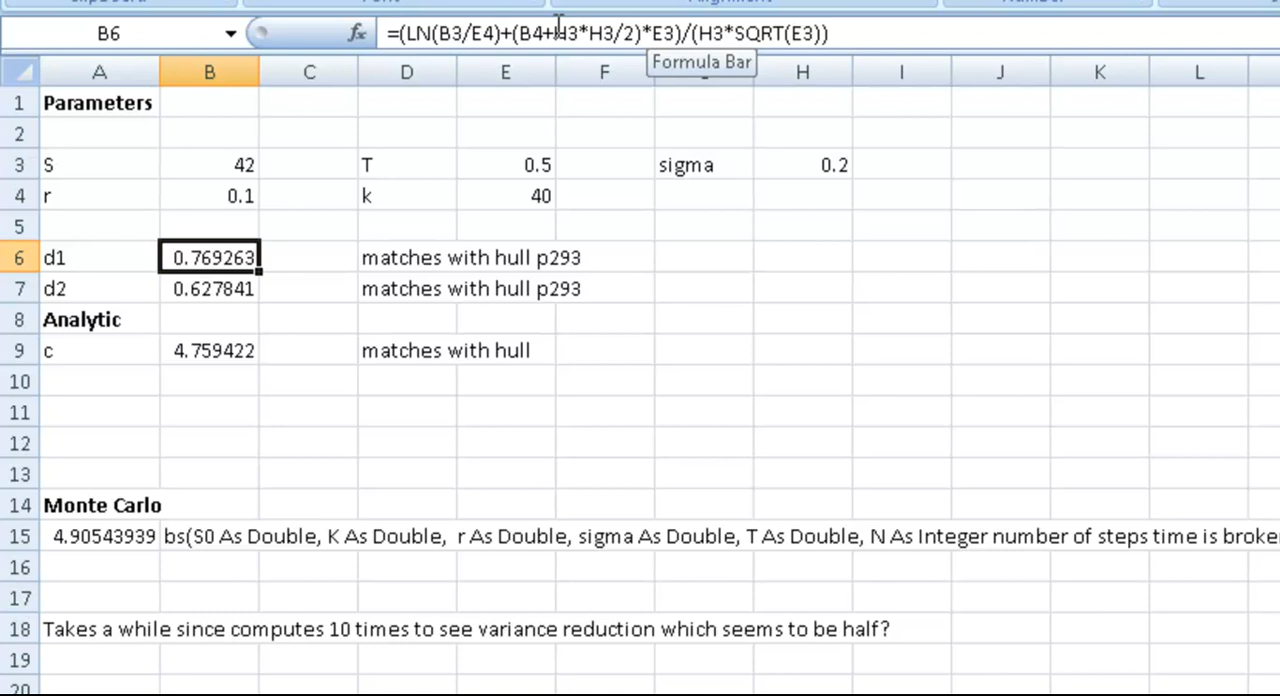 B6 fx =(LN(B3/E4)+(B4+H3*H3/2)*E3)/(H3*SQRT(E3))
Formula Bar
A B C D E F H I J K L
1 Parameters
2
3 S 42 T 0.5 sigma 0.2
4 r 0.1 k 40
5
6 d1 0.769263 matches with hull p293
7 d2 0.627841 matches with hull p293
8 Analytic
9 c 4.759422 matches with hull
10
11
12
13
14 Monte Carlo
15 4.90543939 bs(S0 As Double, K As Double, r As Double, sigma As Double, T As Double, N As Integer number of steps time is broke
16
17
18 Takes a while since computes 10 times to see variance reduction which seems to be half?
19
20